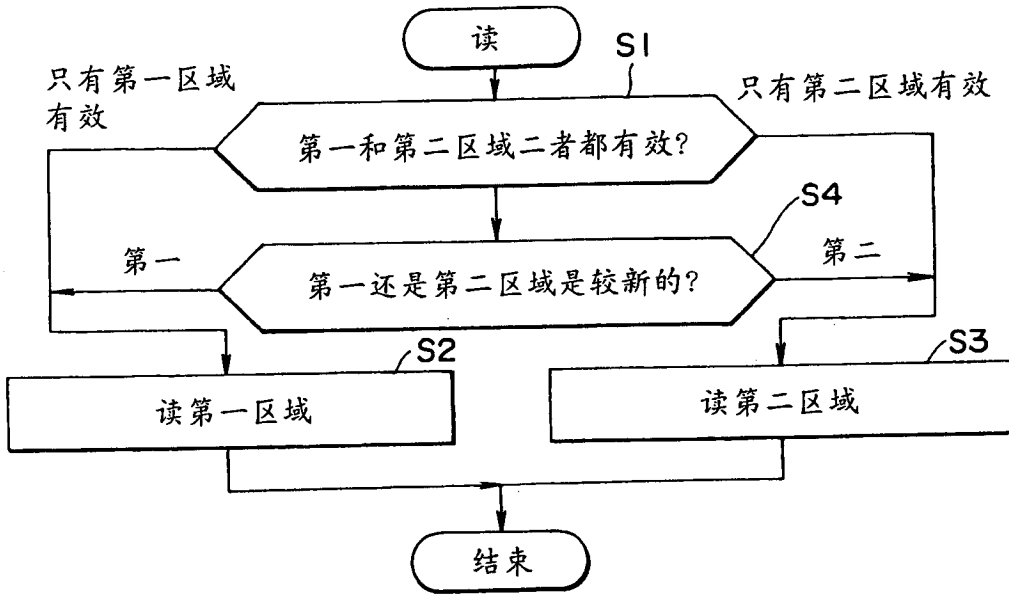 读
S1
只有第一区域
有效
只有第二区域有效
第一和第二区域二者都有效?
S4
第一
第二
第一还是第二区域是较新的?
S2
S3
读第一区域
读第二区域
结束